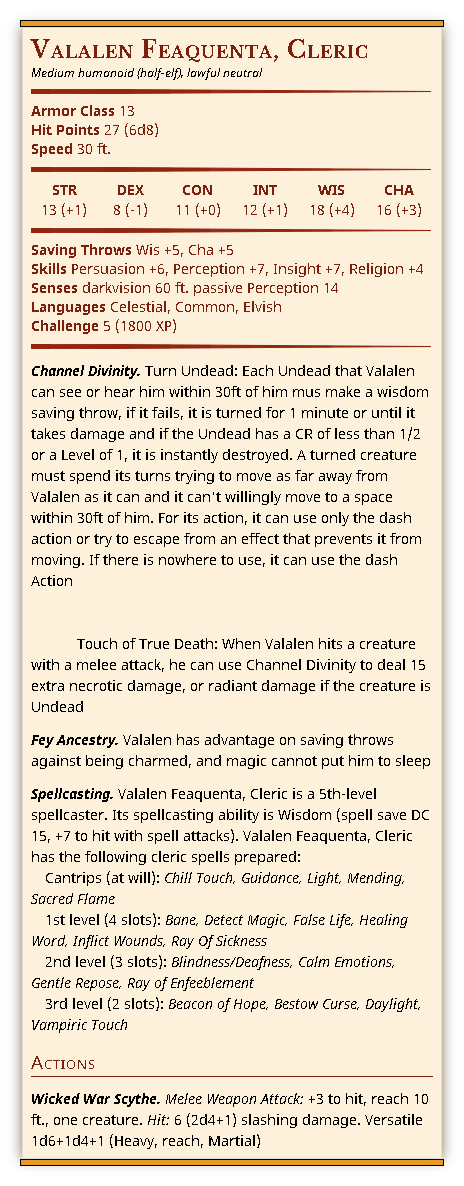 Valalen Feaquenta, Cleric
Medium humanoid (half-elf), lawful neutral
Armor Class 13
Hit Points 27 (6d8)
Speed 30 ft.
STR DEX CON INT WIS CHA
13 (+1) 8 (-1) 11 (+0) 12 (+1) 18 (+4) 16 (+3)
Saving Throws Wis +5, Cha +5
Skills Persuasion +6, Perception +7, Insight +7, Religion +4
Senses darkvision 60 ft. passive Perception 14
Languages Celestial, Common, Elvish
Challenge 5 (1800 XP)
Channel Divinity. Turn Undead: Each Undead that Valalen
can see or hear him within 30ft of him mus make a wisdom
saving throw, if it fails, it is turned for 1 minute or until it
takes damage and if the Undead has a CR of less than 1/2
or a Level of 1, it is instantly destroyed. A turned creature
must spend its turns trying to move as far away from
Valalen as it can and it can't willingly move to a space
within 30ft of him. For its action, it can use only the dash
action or try to escape from an effect that prevents it from
moving. If there is nowhere to use, it can use the dash
Action
Touch of True Death: When Valalen hits a creature
with a melee attack, he can use Channel Divinity to deal 15
extra necrotic damage, or radiant damage if the creature is
Undead
Fey Ancestry. Valalen has advantage on saving throws
against being charmed, and magic cannot put him to sleep
Spellcasting. Valalen Feaquenta, Cleric is a 5th-level
spellcaster. Its spellcasting ability is Wisdom (spell save DC
15, +7 to hit with spell attacks). Valalen Feaquenta, Cleric
has the following cleric spells prepared:
Cantrips (at will): Chill Touch, Guidance, Light, Mending,
Sacred Flame
1st level (4 slots): Bane, Detect Magic, False Life, Healing
Word, Inflict Wounds, Ray Of Sickness
2nd level (3 slots): Blindness/Deafness, Calm Emotions,
Gentle Repose, Ray of Enfeeblement
3rd level (2 slots): Beacon of Hope, Bestow Curse, Daylight,
Vampiric Touch
Actions
Wicked War Scythe. Melee Weapon Attack: +3 to hit, reach 10
ft., one creature. Hit: 6 (2d4+1) slashing damage. Versatile
1d6+1d4+1 (Heavy, reach, Martial)